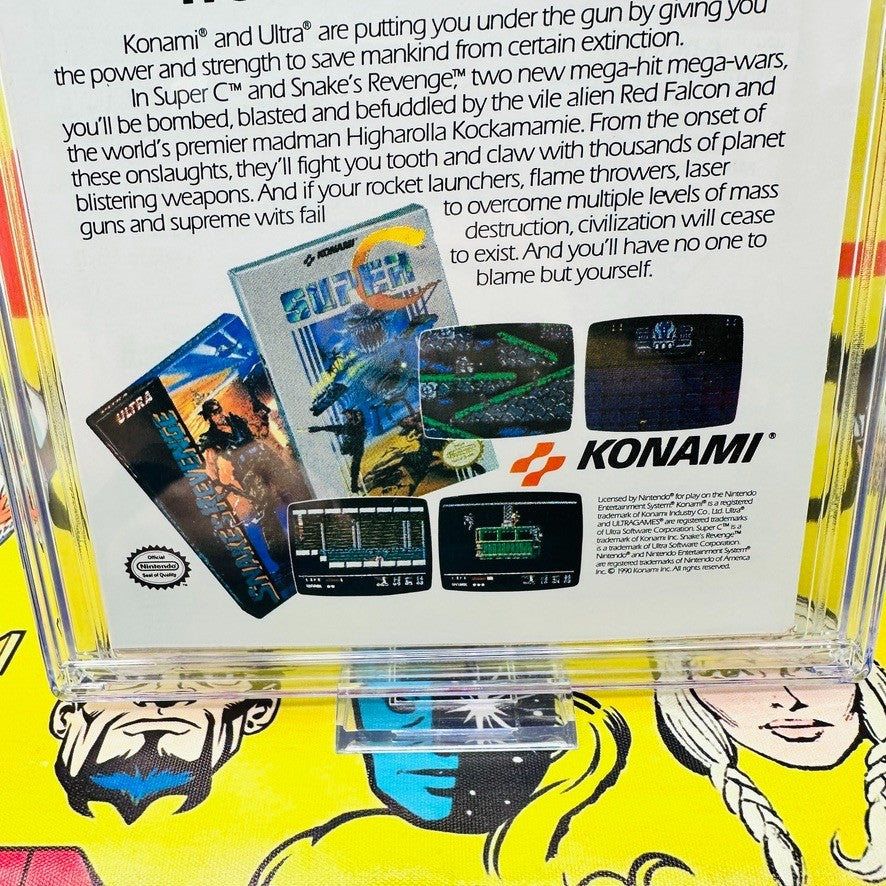 Konami® and Ultra® are putting you under the gun by giving you
the power and strength to save mankind from certain extinction.
In Super C™ and Snake's Revenge,™ two new mega-hit mega-wars,
you'll be bombed, blasted and befuddled by the vile alien Red Falcon and
the world's premier madman Higharolla Kockamamie. From the onset of
these onslaughts, they'll fight you tooth and claw with thousands of planet
blistering weapons. And if your rocket launchers, flame throwers, laser
guns and supreme wits fail to overcome multiple levels of mass
destruction, civilization will cease
to exist. And you'll have no one to
blame but yourself.
KONAMI
SUPER C
ULTRA
SNAKE'S REVENGE
KONAMI®
Licensed by Nintendo® for play on the Nintendo
Entertainment System® Konami® is a registered
trademark of Konami Industry Co., Ltd. Ultra®
and ULTRAGAMES® are registered trademarks
of Ultra Software Corporation. Super C™ is a
trademark of Konami Inc. Snake's Revenge™
is a trademark of Ultra Software Corporation.
Nintendo® and Nintendo Entertainment System®
are registered trademarks of Nintendo of America
Inc. © 1990 Konami Inc. All rights reserved.
Official
Nintendo
Seal of Quality